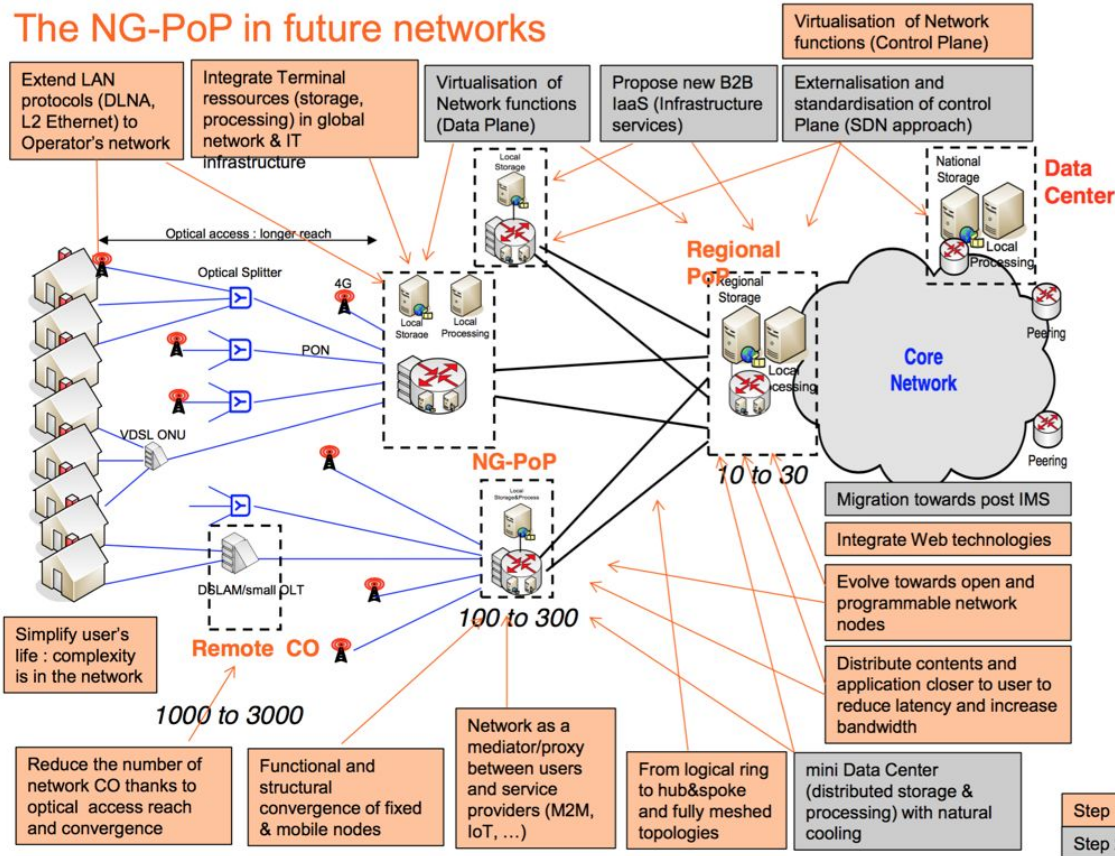 The NG-PoP in future networks
Virtualisation of Network
functions (Control Plane)
Extend LAN
protocols (DLNA,
L2 Ethernet) to
Operator's network
Integrate Terminal
ressources (storage,
processing) in global
network & IT
infrastructure
Virtualisation of
Network functions
(Data Plane)
Propose new B2B
IaaS (Infrastructure
services)
Externalisation and
standardisation of control
Plane (SDN approach)
Local
Storage
National
Storage
Local
Processing
Data
Center
Optical access : longer reach
Optical Splitter
4G
Local
Storage
Local
Processing
PON
VDSL ONU
Regional
PoP
Regional
Storage
Local
Processing
Core
Network
Peering
Peering
NG-PoP
Local
Storage&Process
10 to 30
DSLAM/small OLT
100 to 300
Remote CO
1000 to 3000
Migration towards post IMS
Integrate Web technologies
Evolve towards open and
programmable network
nodes
Distribute contents and
application closer to user to
reduce latency and increase
bandwidth
Simplify user's
life : complexity
is in the network
Reduce the number of
network CO thanks to
optical access reach
and convergence
Functional and
structural
convergence of fixed
& mobile nodes
Network as a
mediator/proxy
between users
and service
providers (M2M,
IoT, …)
From logical ring
to hub&spoke
and fully meshed
topologies
mini Data Center
(distributed storage &
processing) with natural
cooling
Step
Step